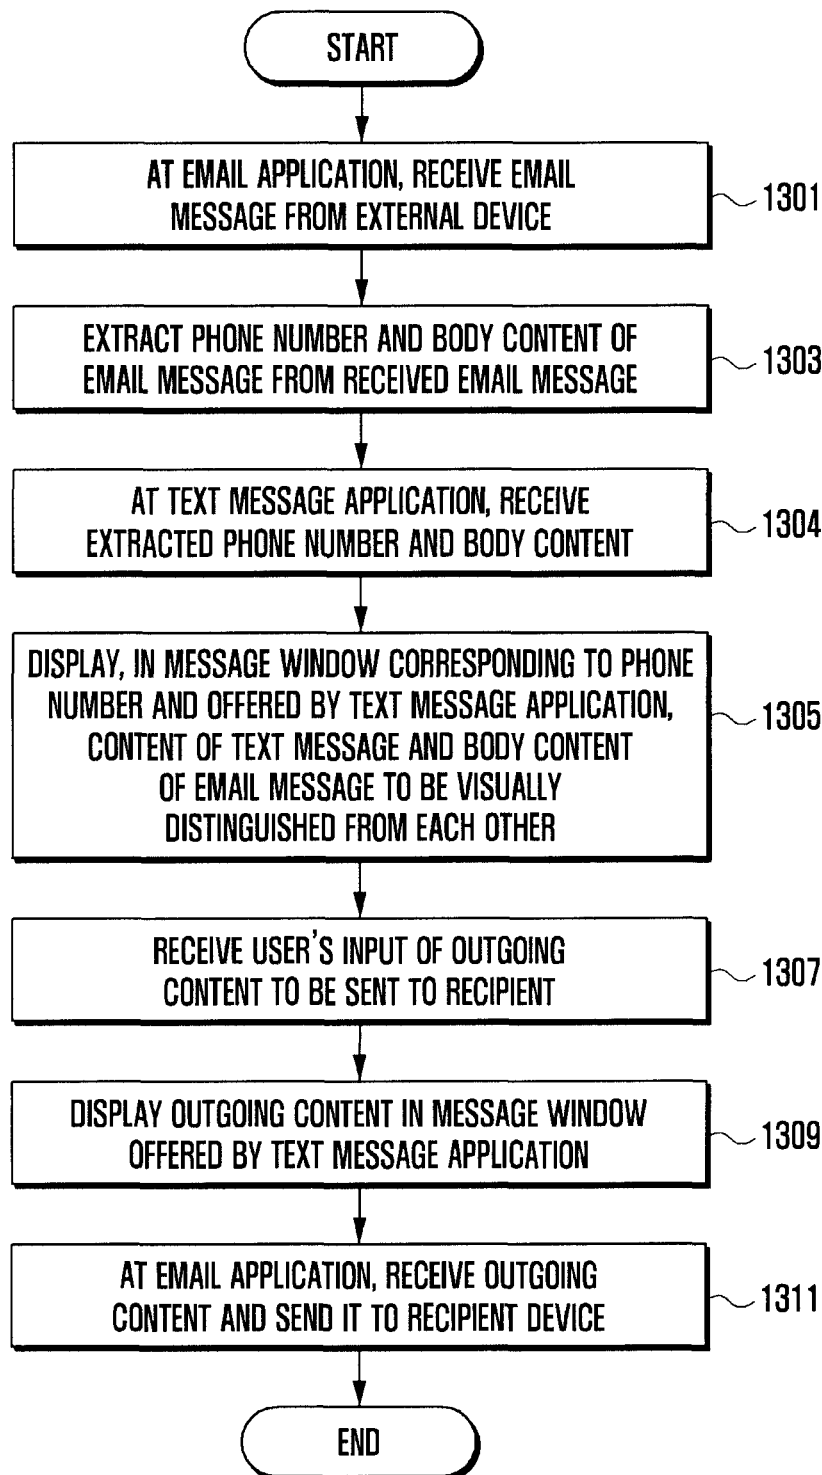 START
AT EMAIL APPLICATION, RECEIVE EMAIL
MESSAGE FROM EXTERNAL DEVICE
1301
EXTRACT PHONE NUMBER AND BODY CONTENT OF
EMAIL MESSAGE FROM RECEIVED EMAIL MESSAGE
1303
AT TEXT MESSAGE APPLICATION, RECEIVE
EXTRACTED PHONE NUMBER AND BODY CONTENT
1304
DISPLAY, IN MESSAGE WINDOW CORRESPONDING TO PHONE
NUMBER AND OFFERED BY TEXT MESSAGE APPLICATION,
CONTENT OF TEXT MESSAGE AND BODY CONTENT
OF EMAIL MESSAGE TO BE VISUALLY
DISTINGUISHED FROM EACH OTHER
1305
RECEIVE USER'S INPUT OF OUTGOING
CONTENT TO BE SENT TO RECIPIENT
1307
DISPLAY OUTGOING CONTENT IN MESSAGE WINDOW
OFFERED BY TEXT MESSAGE APPLICATION
1309
AT EMAIL APPLICATION, RECEIVE OUTGOING
CONTENT AND SEND IT TO RECIPIENT DEVICE
1311
END